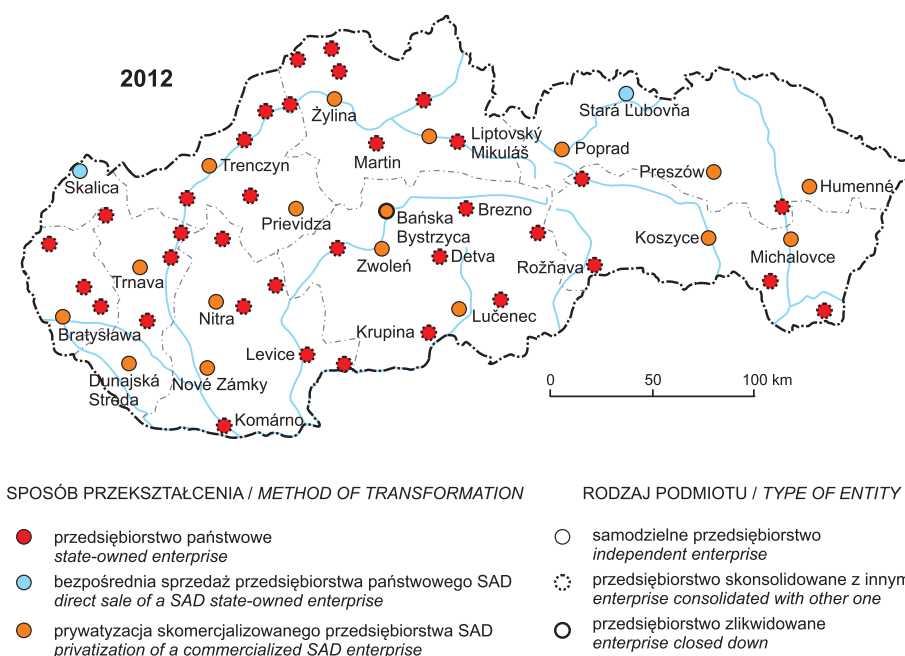 2012
Żylina
Martin
Liptovský
Mikuláš
Stará Ľubovňa
Poprad
Preszów
Humenné
Trenczyn
Skalica
Prievidza
Bańska
Bystrzyca
Brezno
Koszyce
Michalovce
Zwoleń
Detva
Rožňava
Trnava
Nitra
Lučenec
Bratysława
Krupina
Levice
Dunajská
Streda
Nové Zámky
Komárno
0 50 100 km
SPOSÓB PRZEKSZTAŁCENIA / METHOD OF TRANSFORMATION
przedsiębiorstwo państwowe
state-owned enterprise
bezpośrednia sprzedaż przedsiębiorstwa państwowego SAD
direct sale of a SAD state-owned enterprise
prywatyzacja skomercjalizowanego przedsiębiorstwa SAD
privatization of a commercialized SAD enterprise
RODZAJ PODMIOTU / TYPE OF ENTITY
samodzielne przedsiębiorstwo
independent enterprise
przedsiębiorstwo skonsolidowane z innym
enterprise consolidated with other one
przedsiębiorstwo zlikwidowane
enterprise closed down